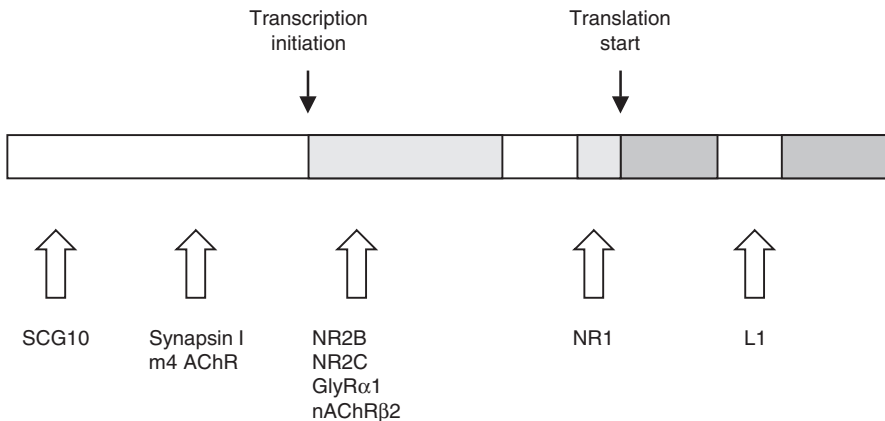 Transcription
initiation
Translation
start
SCG10
Synapsin I
m4 AChR
NR2B
NR2C
GlyRα1
nAChRβ2
NR1
L1